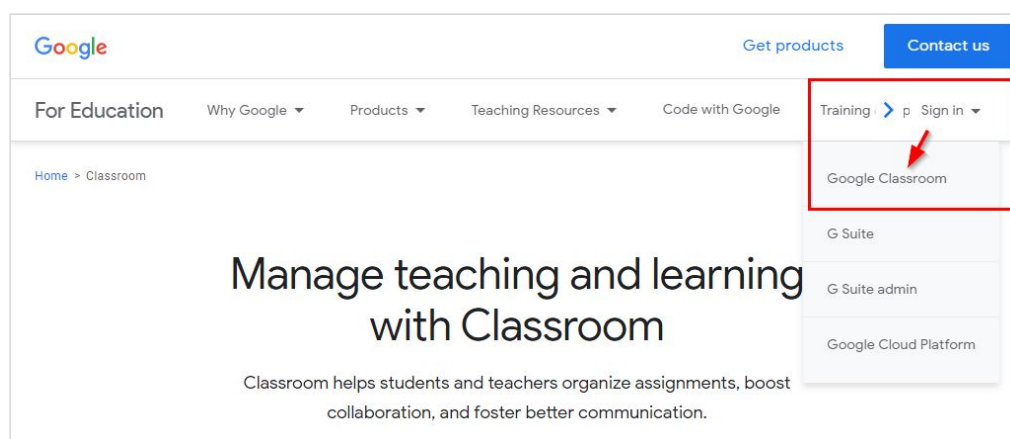 Google
Get products
Contact us
For Education
Why Google
Products
Teaching Resources
Code with Google
Training
p
Sign in
Home > Classroom
Google Classroom
G Suite
G Suite admin
Google Cloud Platform
Manage teaching and learning
with Classroom
Classroom helps students and teachers organize assignments, boost
collaboration, and foster better communication.